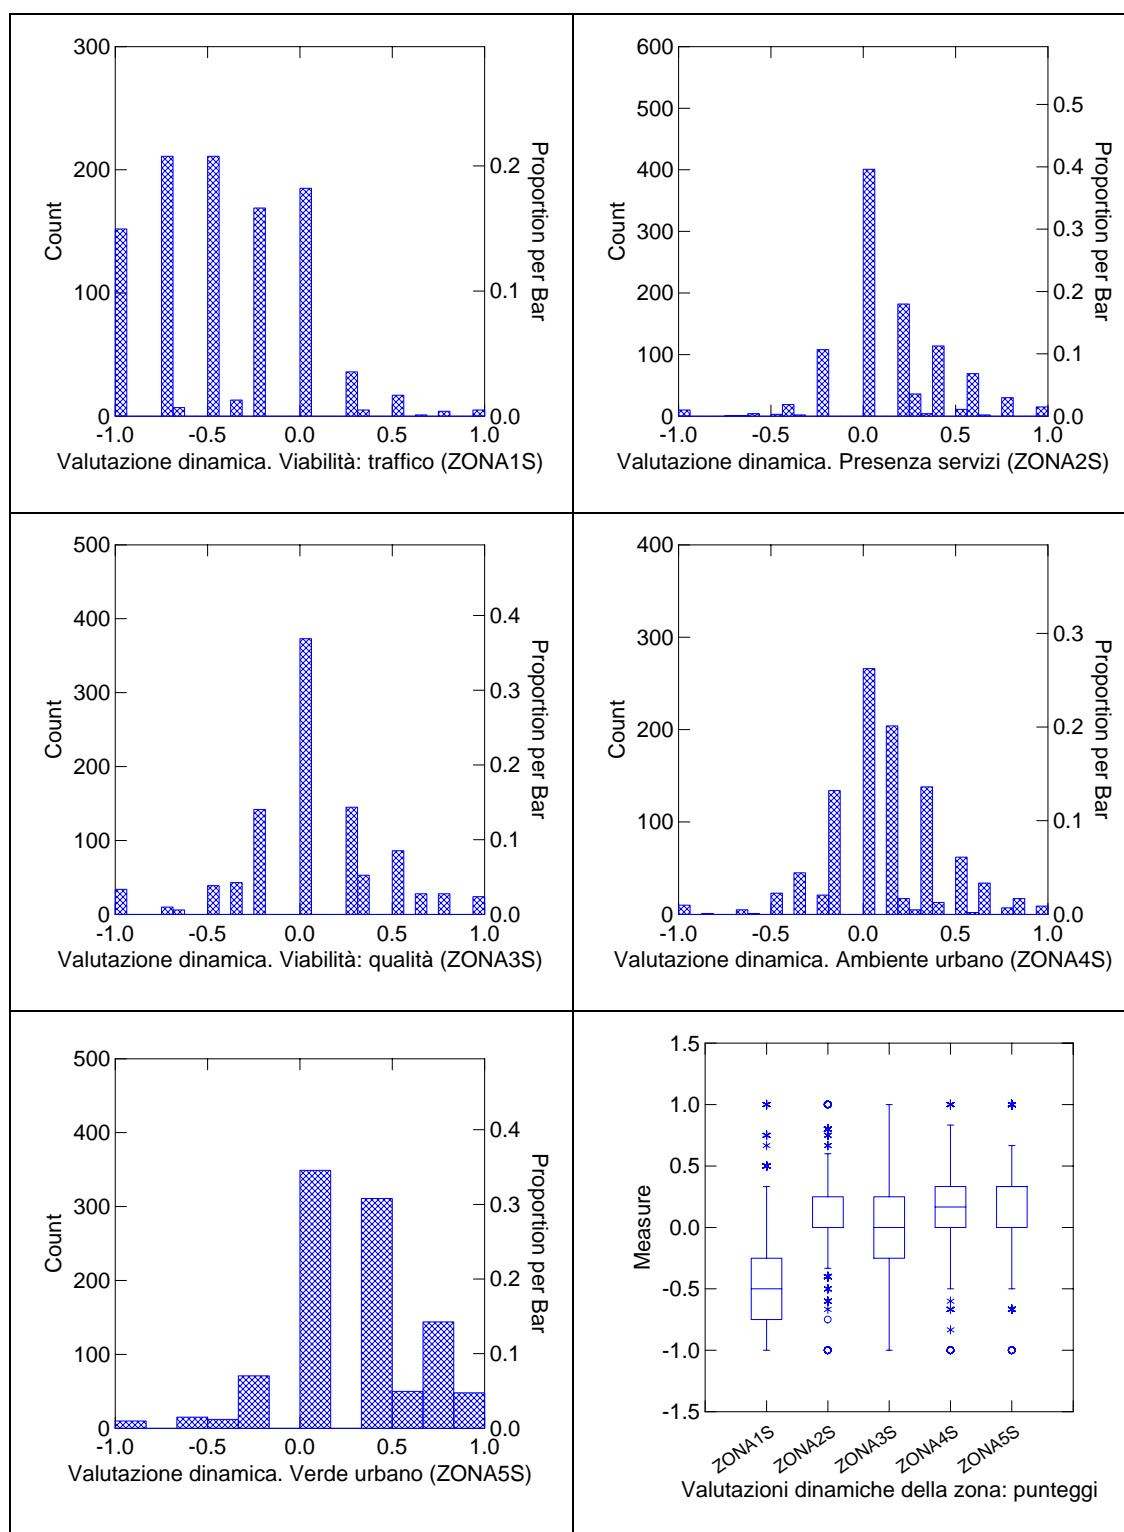 300
200
100
0
Count
0.2
0.1
0.0
Proportion per Bar
-1.0 -0.5 0.0 0.5 1.0
Valutazione dinamica. Viabilità: traffico (ZONA1S)
600
500
400
300
200
100
0
Count
0.5
0.4
0.3
0.2
0.1
0.0
Proportion per Bar
-1.0 -0.5 0.0 0.5 1.0
Valutazione dinamica. Presenza servizi (ZONA2S)
500
400
300
200
100
0
Count
0.4
0.3
0.2
0.1
0.0
Proportion per Bar
-1.0 -0.5 0.0 0.5 1.0
Valutazione dinamica. Viabilità: qualità (ZONA3S)
400
300
200
100
0
Count
0.3
0.2
0.1
0.0
Proportion per Bar
-1.0 -0.5 0.0 0.5 1.0
Valutazione dinamica. Ambiente urbano (ZONA4S)
500
400
300
200
100
0
Count
0.4
0.3
0.2
0.1
0.0
Proportion per Bar
-1.0 -0.5 0.0 0.5 1.0
Valutazione dinamica. Verde urbano (ZONA5S)
1.5
1.0
0.5
0.0
-0.5
-1.0
-1.5
Measure
ZONA1S ZONA2S ZONA3S ZONA4S ZONA5S
Valutazioni dinamiche della zona: punteggi